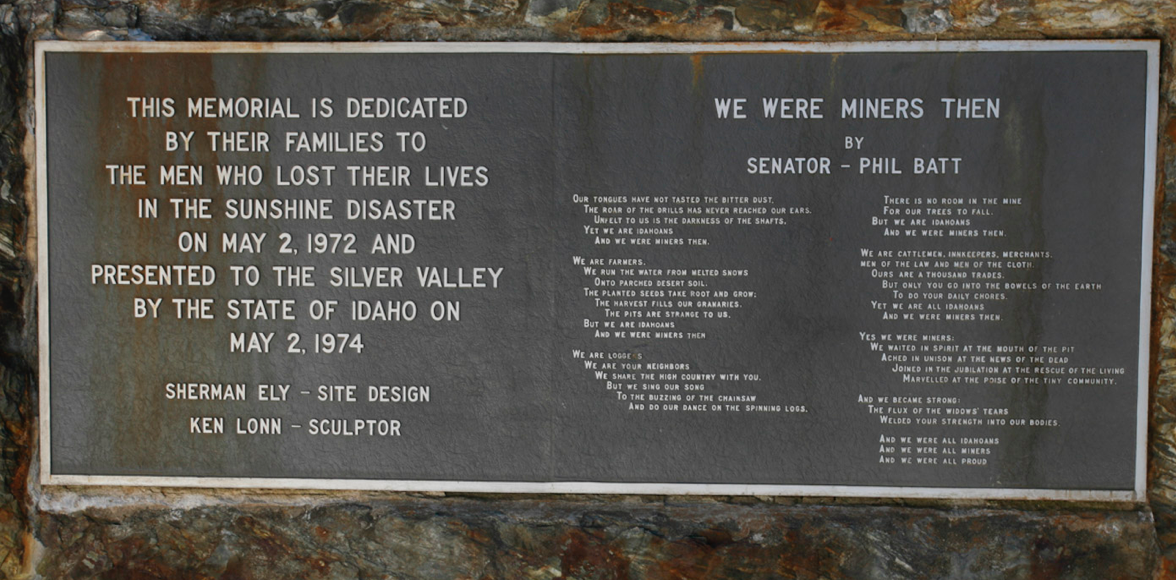 THIS MEMORIAL IS DEDICATED
BY THEIR FAMILIES TO
THE MEN WHO LOST THEIR LIVES
IN THE SUNSHINE DISASTER
ON MAY 2, 1972 AND
PRESENTED TO THE SILVER VALLEY
BY THE STATE OF IDAHO ON
MAY 2, 1974
SHERMAN ELY – SITE DESIGN
KEN LONN – SCULPTOR
WE WERE MINERS THEN
BY
SENATOR – PHIL BATT
OUR TONGUES HAVE NOT TASTED THE BITTER DUST,
THE ROAR OF THE DRILLS HAS NEVER REACHED OUR EARS.
UNFELT TO US IS THE DARKNESS OF THE SHAFTS.
YET WE ARE IDAHOANS
AND WE WERE MINERS THEN.
WE ARE FARMERS.
WE RUN THE WATER FROM MELTED SNOWS
ONTO PARCHED DESERT SOIL.
THE PLANTED SEEDS TAKE ROOT AND GROW;
THE HARVEST FILLS OUR GRANARIES.
THE PITS ARE STRANGE TO US.
BUT WE ARE IDAHOANS
AND WE WERE MINERS THEN
WE ARE LOGGE S
WE ARE YOUR NEIGHBORS
WE SHARE THE HIGH COUNTRY WITH YOU.
BUT WE SING OUR SONG
TO THE BUZZING OF THE CHAINSAW
AND DO OUR DANCE ON THE SPINNING LOGS.
THERE IS NO ROOM IN THE MINE
FOR OUR TREES TO FALL.
BUT WE ARE IDAHOANS
AND WE WERE MINERS THEN.
WE ARE CATTLEMEN, INNKEEPERS, MERCHANTS.
MEN OF THE LAW AND MEN OF THE CLOTH.
OURS ARE A THOUSAND TRADES.
BUT ONLY YOU GO INTO THE BOWELS OF THE EARTH
TO DO YOUR DAILY CHORES.
YET WE ARE ALL IDAHOANS
AND WE WERE MINERS THEN.
YES WE WERE MINERS;
WE WAITED IN SPIRIT AT THE MOUTH OF THE PIT
ACHED IN UNISON AT THE NEWS OF THE DEAD
JOINED IN THE JUBILATION AT THE RESCUE OF THE LIVING
MARVELLED AT THE POISE OF THE TINY COMMUNITY.
AND WE BECAME STRONG:
THE FLUX OF THE WIDOWS' TEARS
WELDED YOUR STRENGTH INTO OUR BODIES.
AND WE WERE ALL IDAHOANS
AND WE WERE ALL MINERS
AND WE WERE ALL PROUD